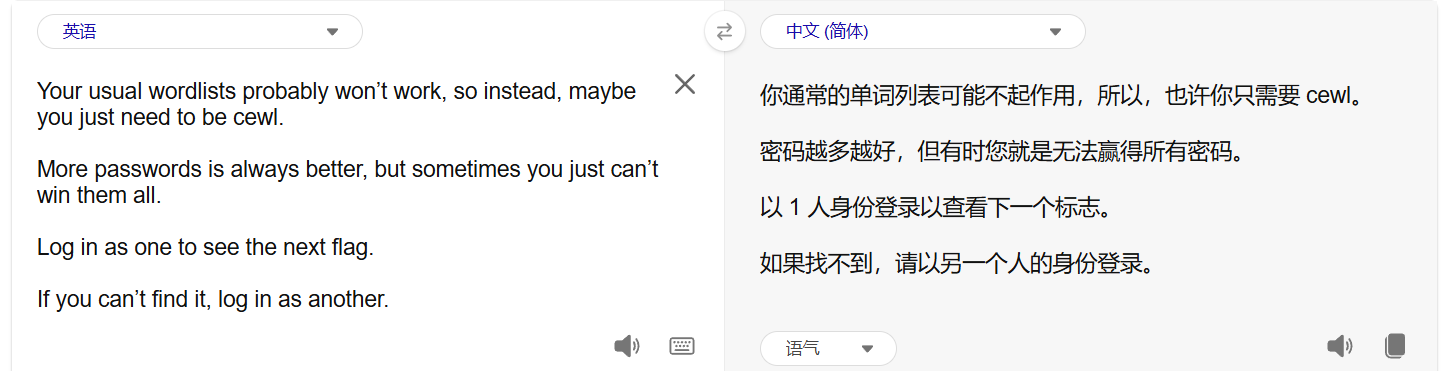 英语
中文 (简体)
Your usual wordlists probably won’t work, so instead, maybe
you just need to be cewl.
More passwords is always better, but sometimes you just can’t
win them all.
Log in as one to see the next flag.
If you can’t find it, log in as another.
你通常的单词列表可能不起作用，所以，也许你只需要 cewl。
密码越多越好，但有时您就是无法赢得所有密码。
以 1 人身份登录以查看下一个标志。
如果找不到，请以另一个人的身份登录。
语气